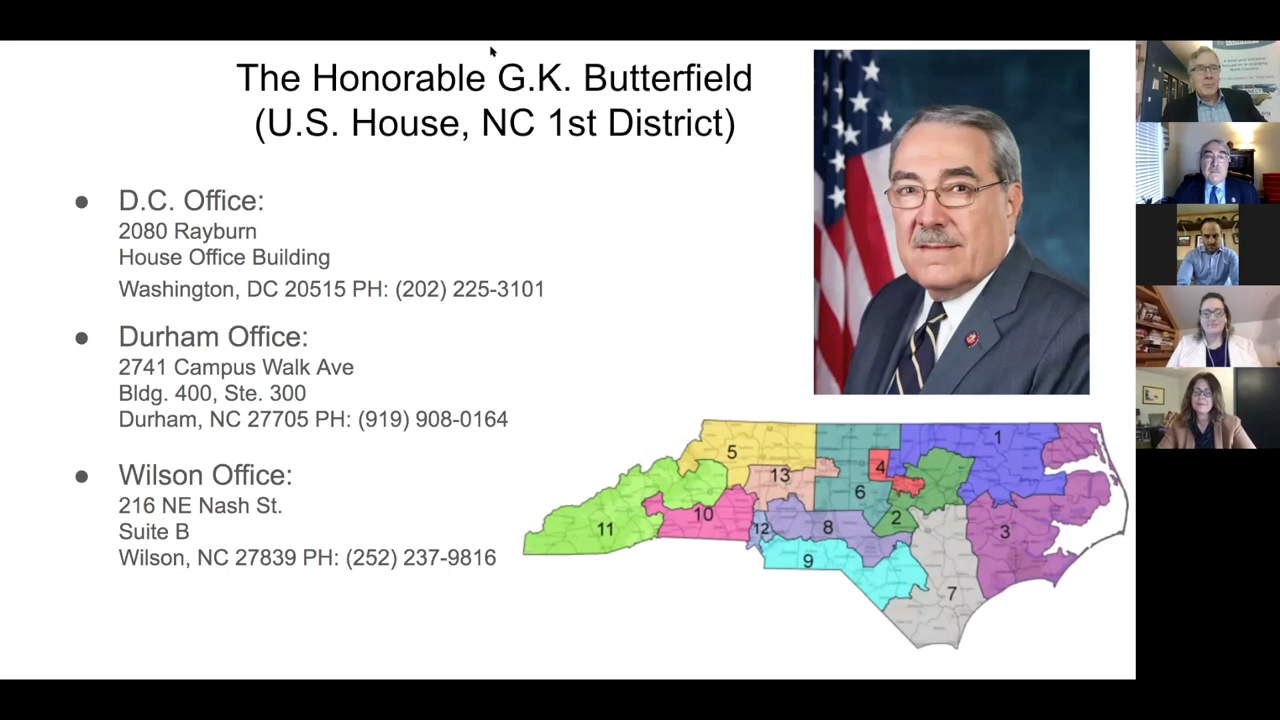 The Honorable G.K. Butterfield
(U.S. House, NC 1st District)
● D.C. Office:
2080 Rayburn
House Office Building
Washington, DC 20515 PH: (202) 225-3101
● Durham Office:
2741 Campus Walk Ave
Bldg. 400, Ste. 300
Durham, NC 27705 PH: (919) 908-0164
● Wilson Office:
216 NE Nash St.
Suite B
Wilson, NC 27839 PH: (252) 237-9816
1
5
4
13
6
10
2
11
12
8
3
9
7